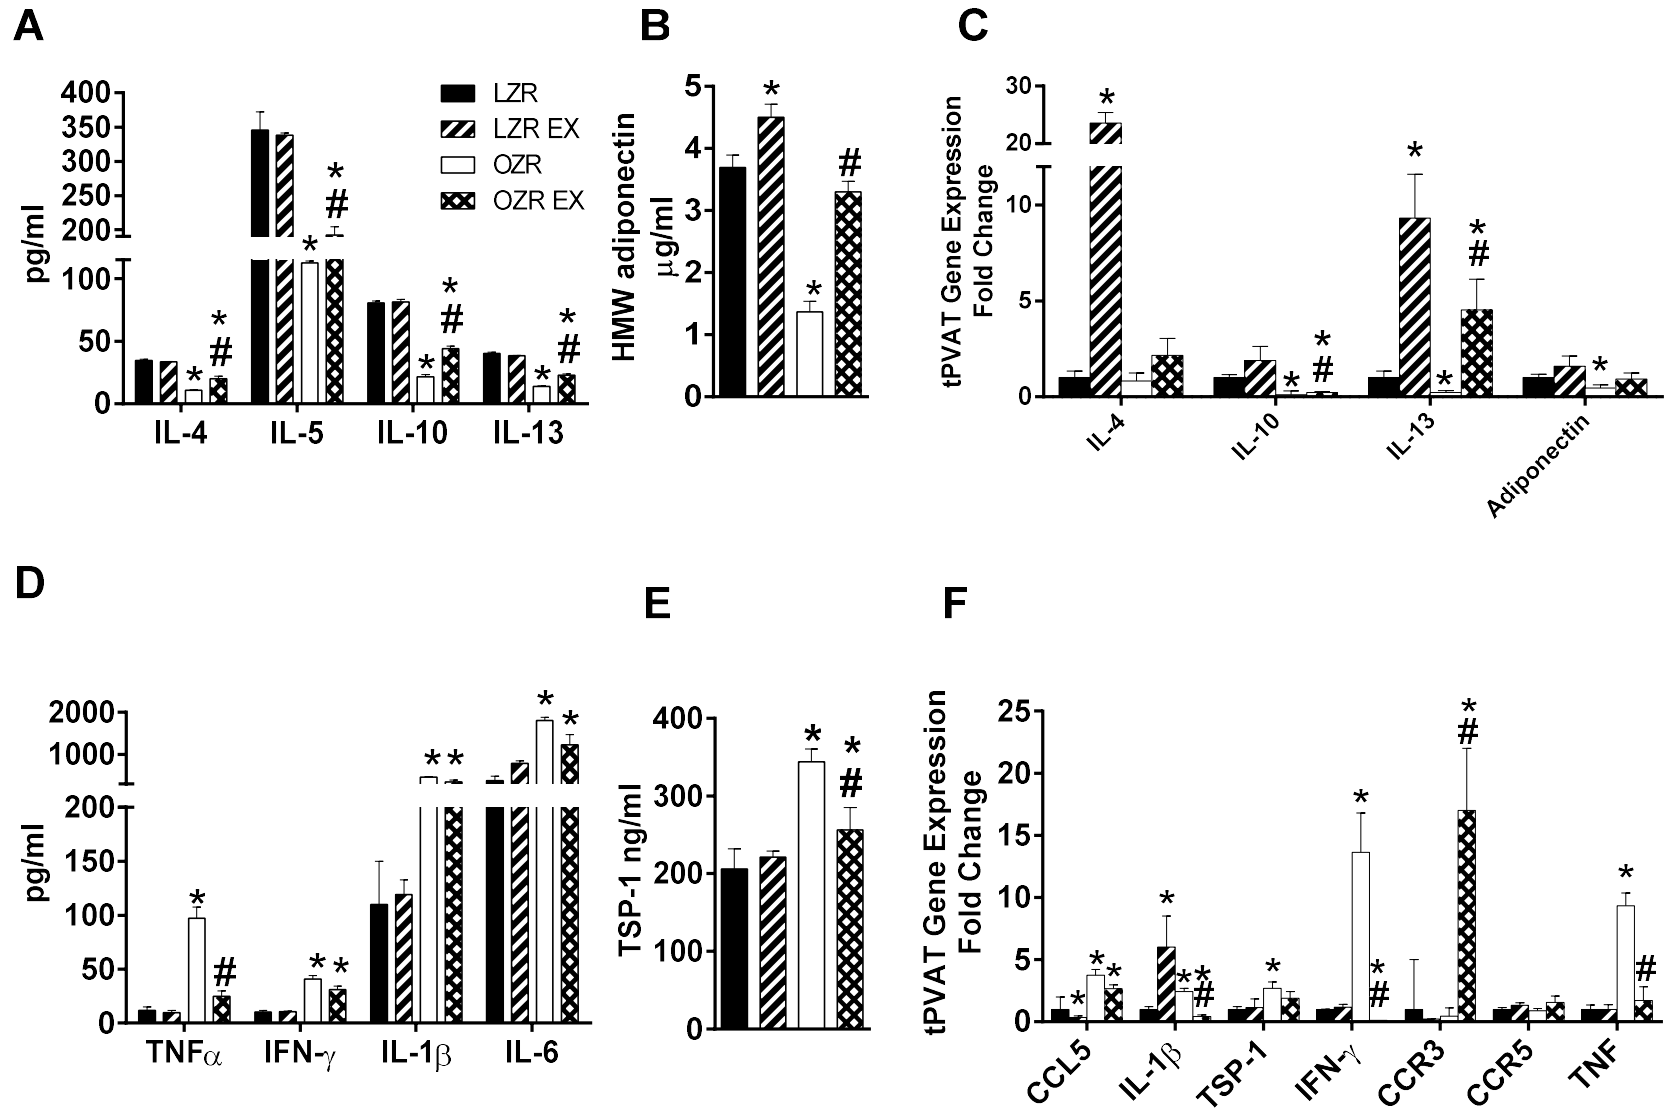 A
400
350
300
250
200
100
50
0
pg/ml
LZR
LZR EX
OZR
OZR EX
*
#
*
*
#
*
*
#
*
*
#
*
IL-4
IL-5
IL-10
IL-13
B
HMW adiponectin
μg/ml
5
4
3
2
1
0
*
*
#
C
tPVAT Gene Expression
Fold Change
30
20
10
5
0
*
*
*
#
*
*
*
#
*
IL-4
IL-10
IL-13
Adiponectin
D
pg/ml
2000
1000
200
150
100
50
0
*
#
* *
* *
*
*
TNFα
IFN-γ
IL-1β
IL-6
E
TSP-1 ng/ml
400
300
200
100
0
*
*
#
F
tPVAT Gene Expression
Fold Change
25
20
15
10
5
0
*
* *
*
* *
#
*
*
*
#
*
#
*
#
CCL5
IL-1β
TSP-1
IFN-γ
CCR3
CCR5
TNF